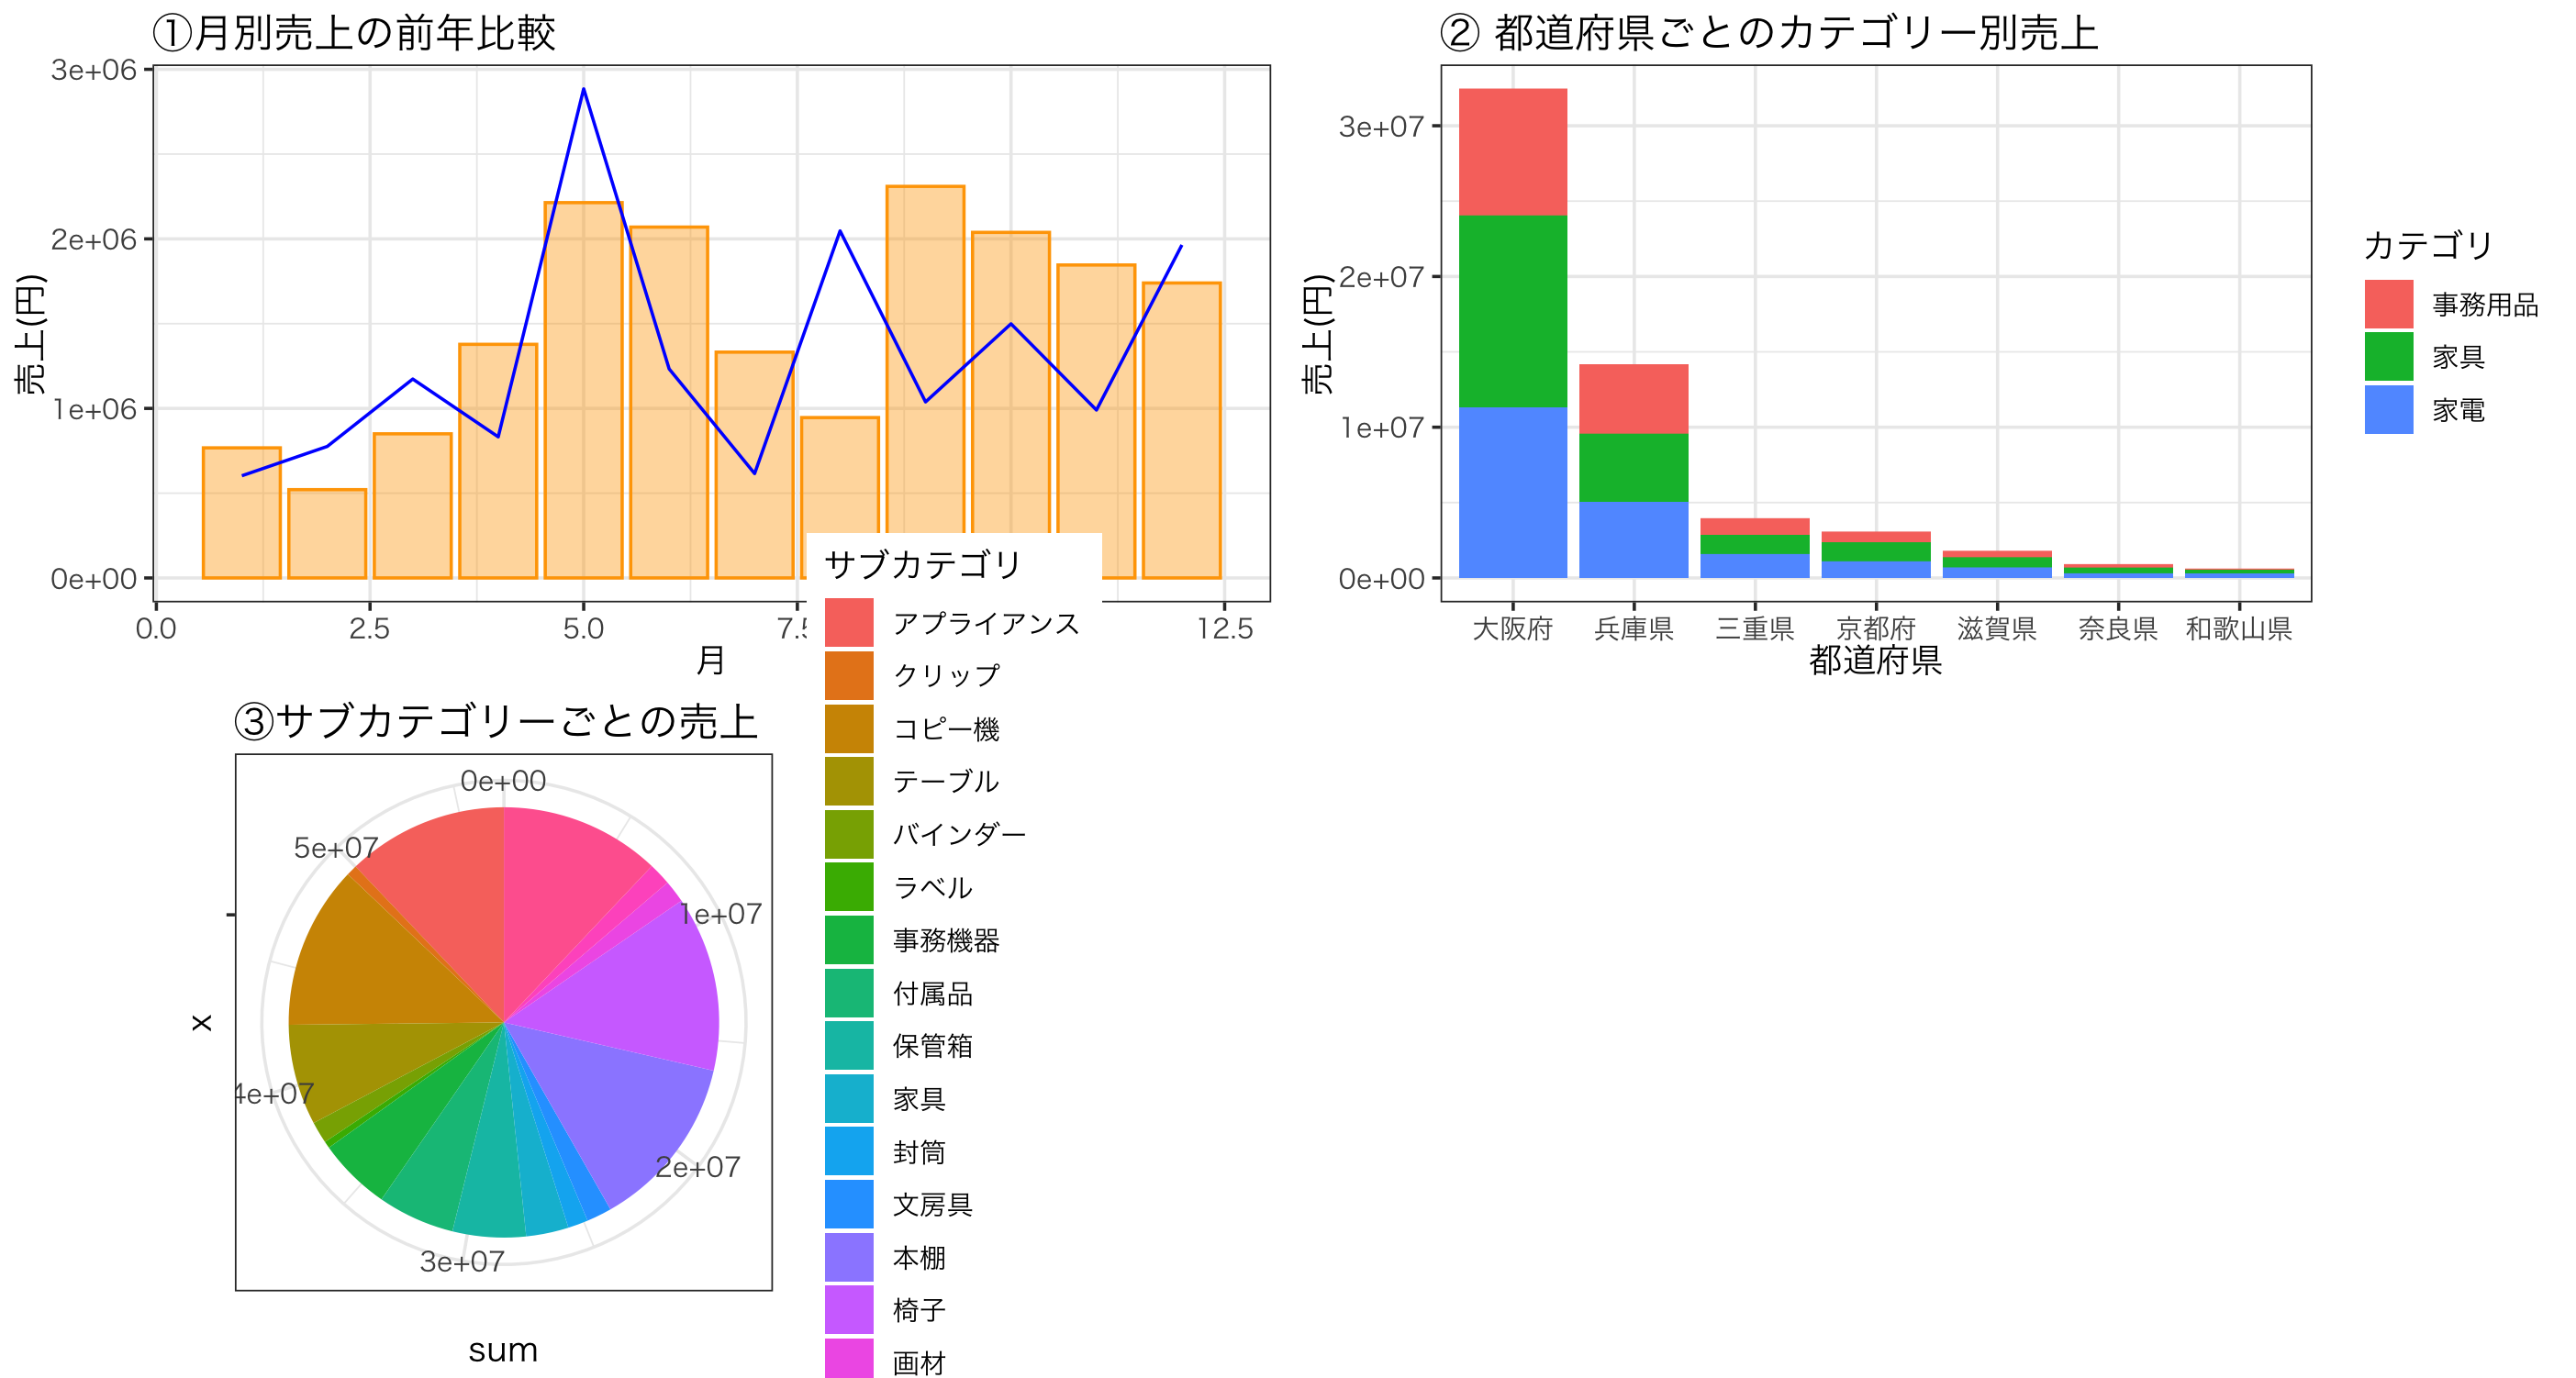 ①月別売上の前年比較
3e+06
2e+06
1e+06
0e+00
売上(円)
0.0
2.5
5.0
7.5
12.5
月
② 都道府県ごとのカテゴリー別売上
3e+07
2e+07
1e+07
0e+00
売上(円)
大阪府
兵庫県
三重県
京都府
滋賀県
奈良県
和歌山県
都道府県
カテゴリ
事務用品
家具
家電
③サブカテゴリーごとの売上
0e+00
1e+07
2e+07
3e+07
4e+07
5e+07
x
sum
サブカテゴリ
アプライアンス
クリップ
コピー機
テーブル
バインダー
ラベル
事務機器
付属品
保管箱
家具
封筒
文房具
本棚
椅子
画材